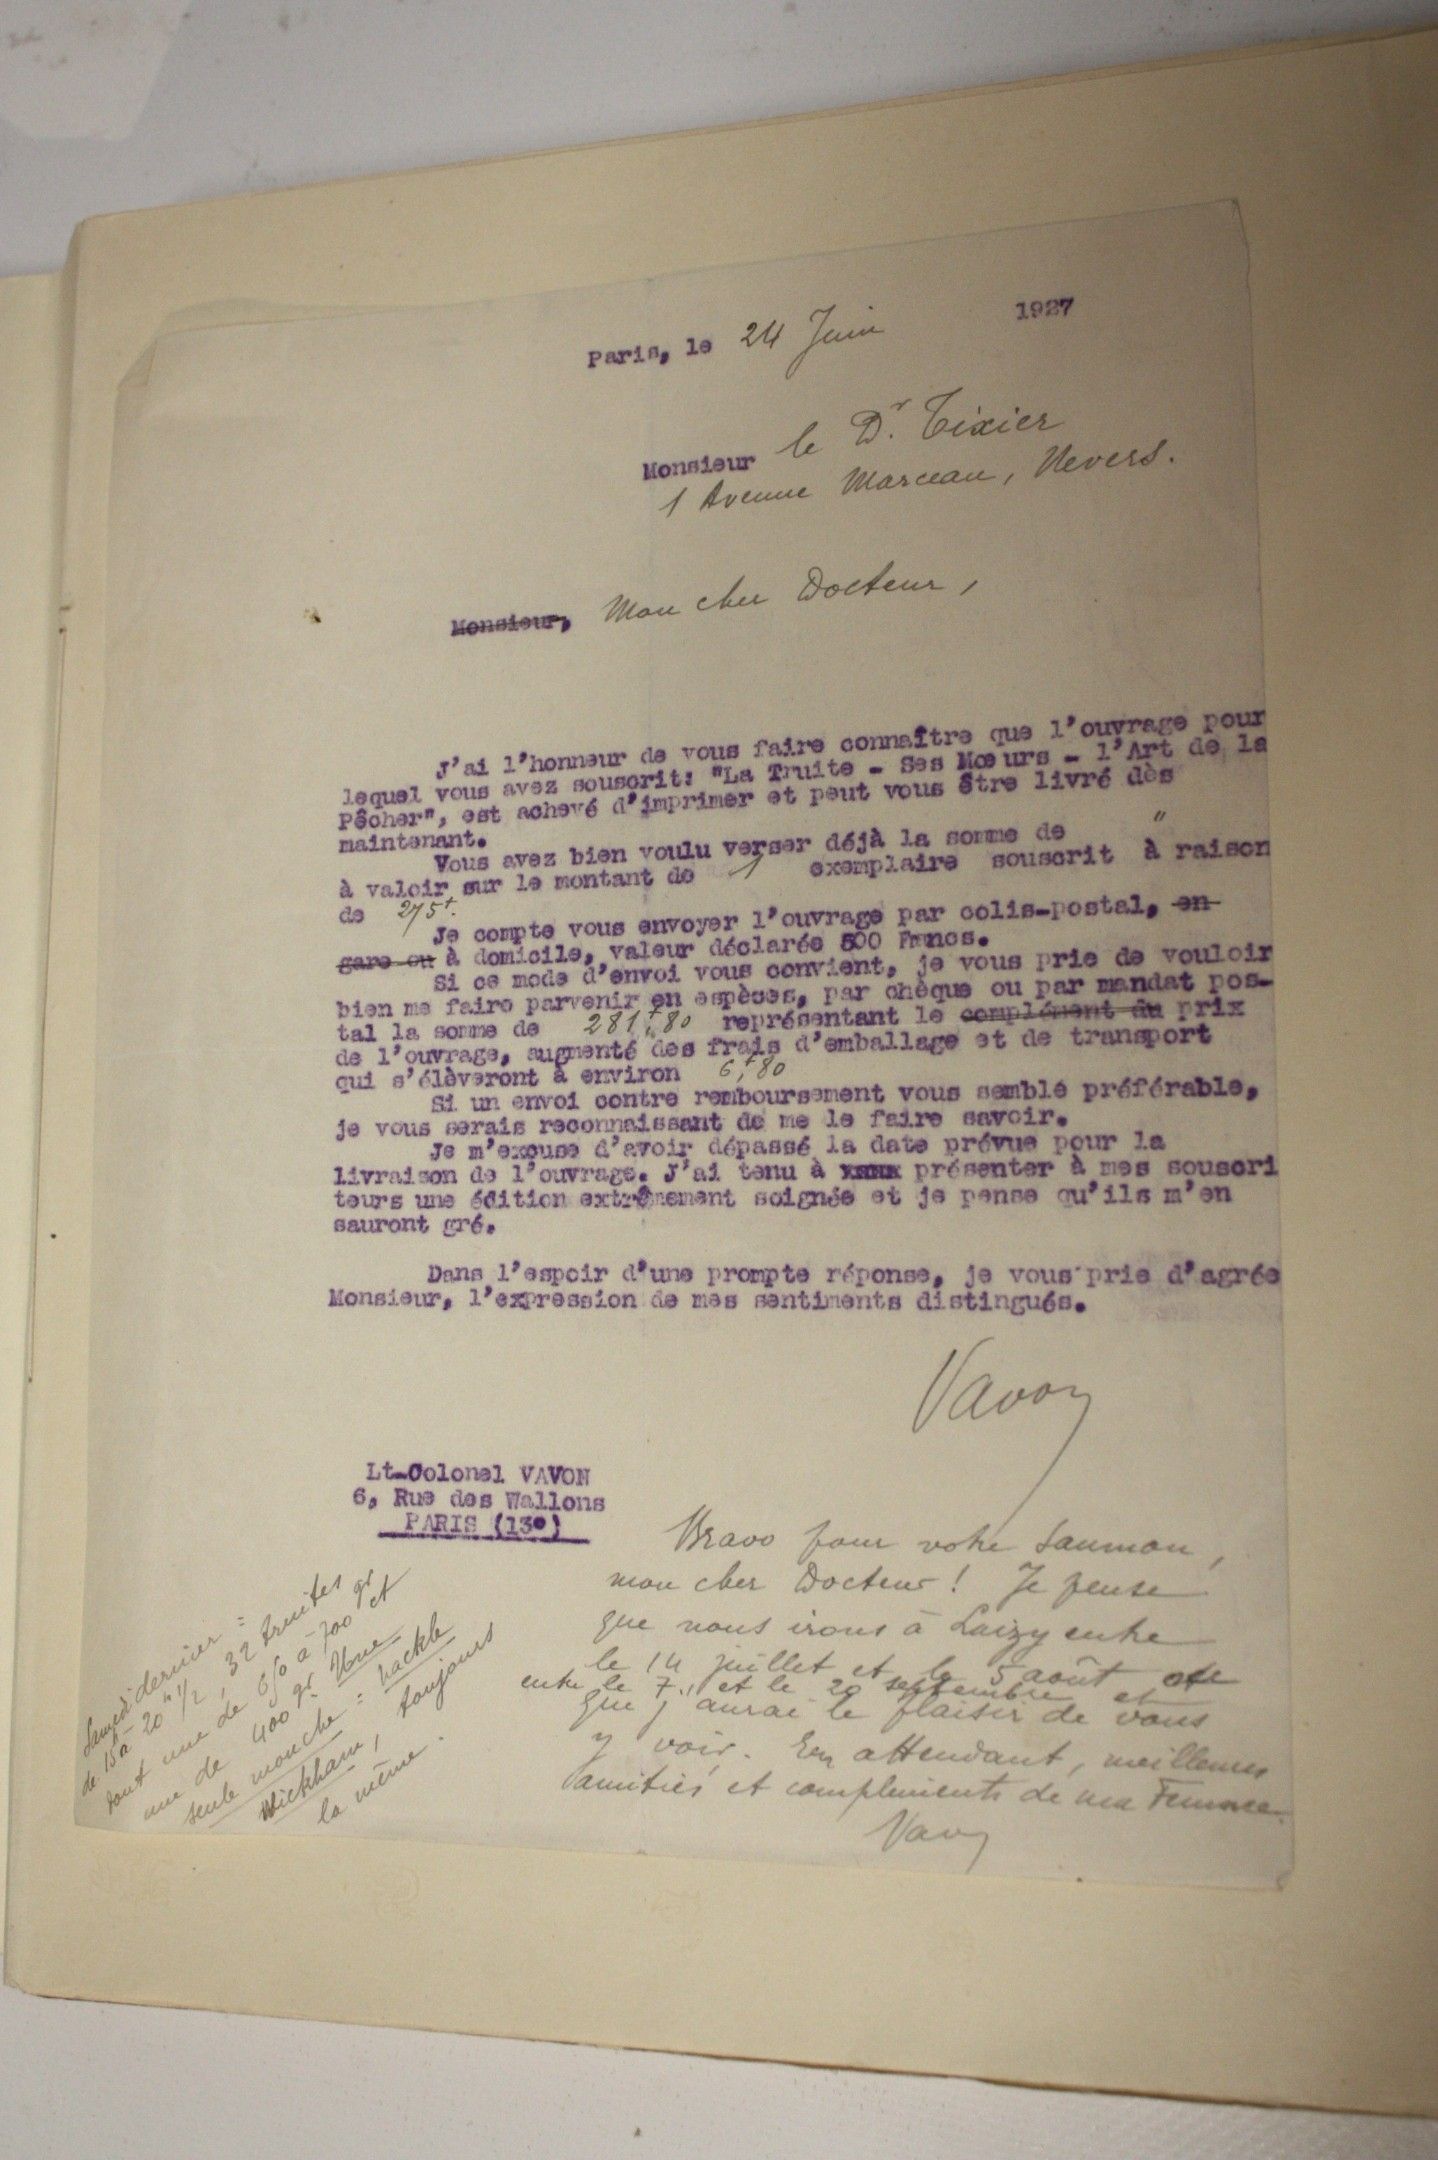 Paris, le 24 Juin 1927
Monsieur le Dr. Tixier
1 Avenue Marceau, Nevers.
Monsieur, Mon cher Docteur,
J'ai l'honneur de vous faire connaître que l'ouvrage pour
lequel vous avez souscrit: "La Truite - Ses Mœurs - l'Art de la
Pêcher", est achevé d'imprimer et peut vous être livré dès
maintenant.
Vous avez bien voulu verser déjà la somme de "
à valoir sur le montant de 1 exemplaire souscrit à raison
de 275f.
Je compte vous envoyer l'ouvrage par colis-postal, en
gare ou à domicile, valeur déclarée 500 Francs.
Si ce mode d'envoi vous convient, je vous prie de vouloir
bien me faire parvenir en espèces, par chèque ou par mandat pos-
tal la somme de 281f,80 représentant le complément du prix
de l'ouvrage, augmenté des frais d'emballage et de transport
qui s'élèveront à environ 6f,80
Si un envoi contre remboursement vous semble préférable,
je vous serais reconnaissant de me le faire savoir.
Je m'excuse d'avoir dépassé la date prévue pour la
livraison de l'ouvrage. J'ai tenu à présenter à mes souscri
teurs une édition extrêmement soignée et je pense qu'ils m'en
sauront gré.
Dans l'espoir d'une prompte réponse, je vous prie d'agrée
Monsieur, l'expression de mes sentiments distingués.
Vavon
Lt-Colonel VAVON
6, Rue des Wallons
PARIS (13e)
Bravo pour votre saumon,
mon cher Docteur! Je pense
que nous irons à Laizy entre
le 14 juillet et le 5 août et
entre le 7 et le 20 septembre et
que j'aurai le plaisir de vous
y voir. En attendant, meilleures
amitiés et compliments de ma Femme.
Vavon
Samedi dernier =
de 15 à 20h 1/2, 32 truites
dont une de 650 à 700 gr et
une de 400 gr. Une
seule mouche : hackle
Wickham, toujours
la même.